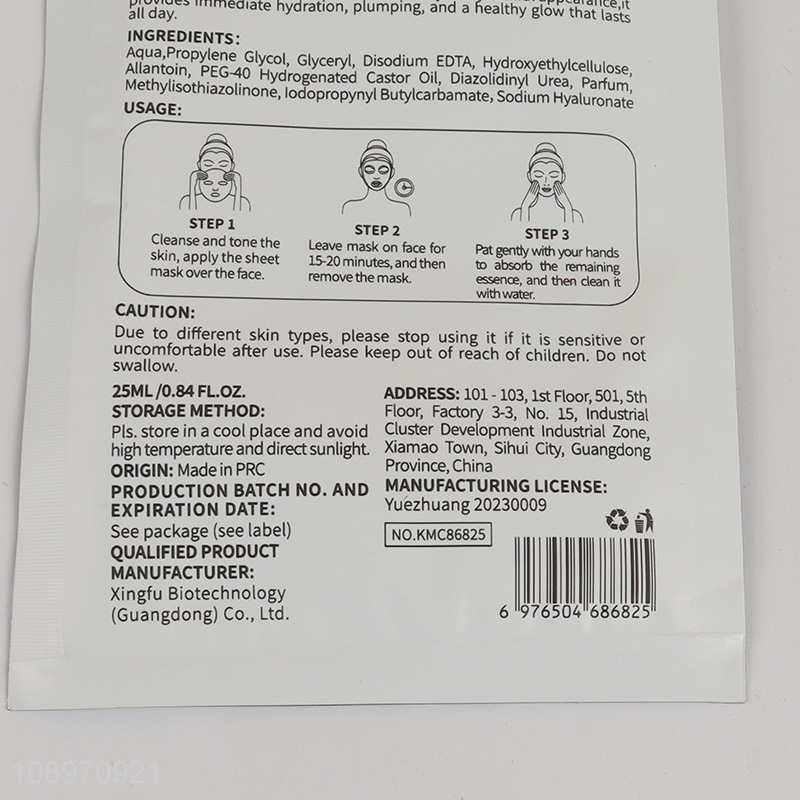 provides immediate hydration, plumping, and a healthy glow that lasts
all day.
INGREDIENTS:
Aqua,Propylene Glycol, Glyceryl, Disodium EDTA, Hydroxyethylcellulose,
Allantoin, PEG-40 Hydrogenated Castor Oil, Diazolidinyl Urea, Parfum,
Methylisothiazolinone, Iodopropynyl Butylcarbamate, Sodium Hyaluronate
USAGE:
STEP 1
Cleanse and tone the
skin, apply the sheet
mask over the face.
STEP 2
Leave mask on face for
15-20 minutes, and then
remove the mask.
STEP 3
Pat gently with your hands
to absorb the remaining
essence, and then clean it
with water.
CAUTION:
Due to different skin types, please stop using it if it is sensitive or
uncomfortable after use. Please keep out of reach of children. Do not
swallow.
25ML/0.84 FL.OZ.
STORAGE METHOD:
Pls. store in a cool place and avoid
high temperature and direct sunlight.
ORIGIN: Made in PRC
PRODUCTION BATCH NO. AND
EXPIRATION DATE:
See package (see label)
QUALIFIED PRODUCT
MANUFACTURER:
Xingfu Biotechnology
(Guangdong) Co., Ltd.
ADDRESS: 101 - 103, 1st Floor, 501, 5th
Floor, Factory 3-3, No. 15, Industrial
Cluster Development Industrial Zone,
Xiamao Town, Sihui City, Guangdong
Province, China
MANUFACTURING LICENSE:
Yuezhuang 20230009
NO.KMC86825
6 976504 686825
108970921